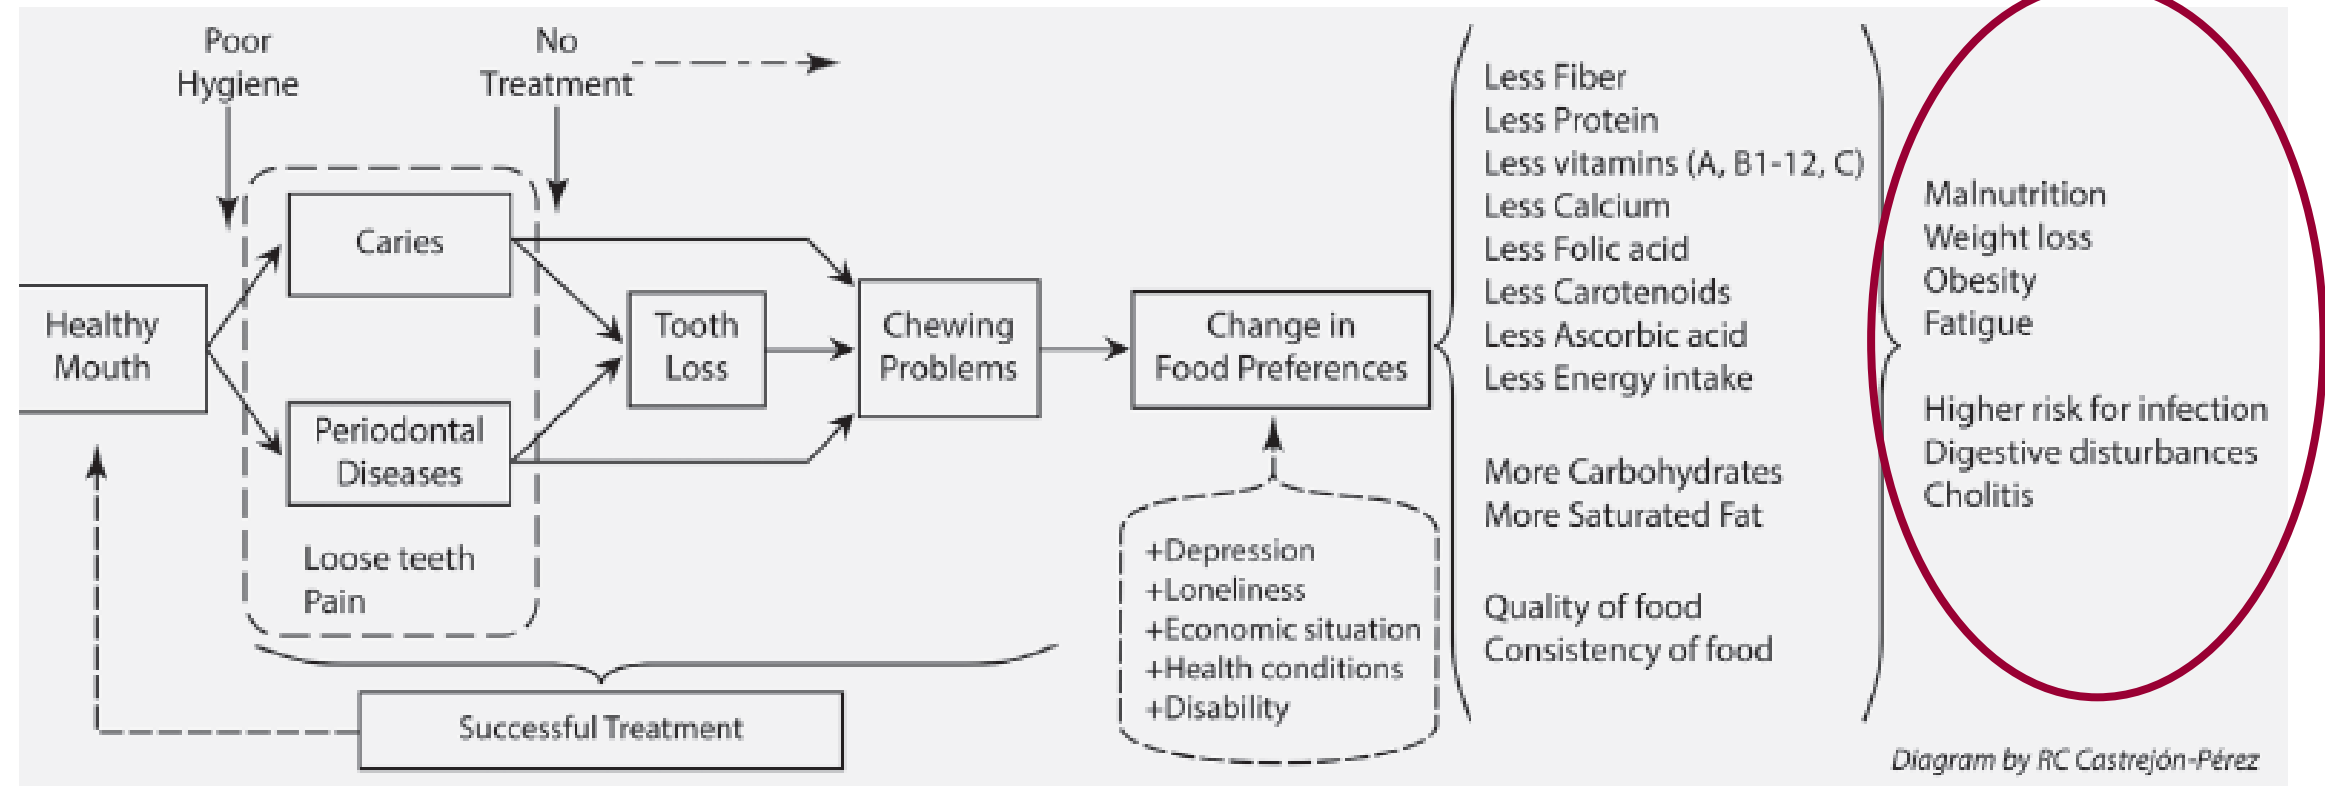 Poor
Hygiene
No
Treatment
Healthy
Mouth
Caries
Periodontal
Diseases
Loose teeth
Pain
Tooth
Loss
Chewing
Problems
Change in
Food Preferences
Successful Treatment
+Depression
+Loneliness
+Economic situation
+Health conditions
+Disability
Less Fiber
Less Protein
Less vitamins (A, B1-12, C)
Less Calcium
Less Folic acid
Less Carotenoids
Less Ascorbic acid
Less Energy intake
More Carbohydrates
More Saturated Fat
Quality of food
Consistency of food
Malnutrition
Weight loss
Obesity
Fatigue
Higher risk for infection
Digestive disturbances
Cholitis
Diagram by RC Castrejón-Pérez